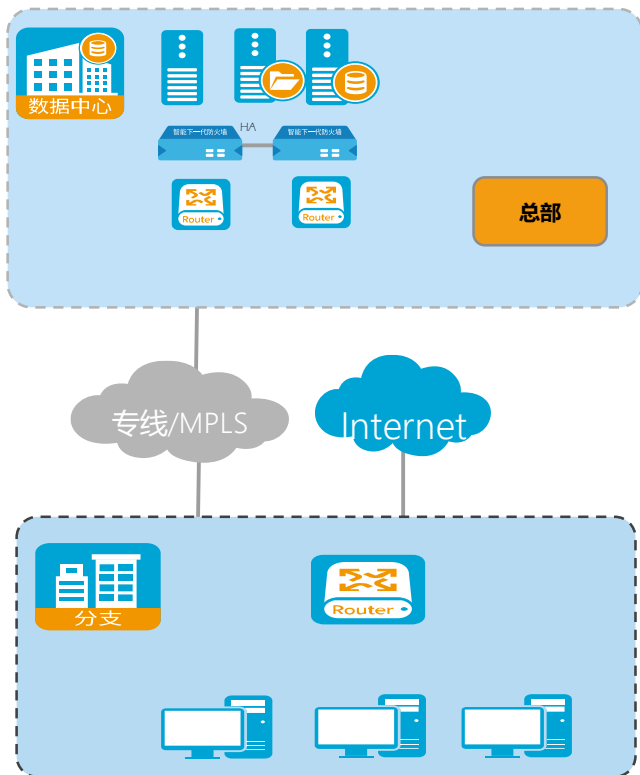 数据中心
智能下一代防火墙
HA
智能下一代防火墙
Router
Router
总部
专线/MPLS
Internet
分支
Router